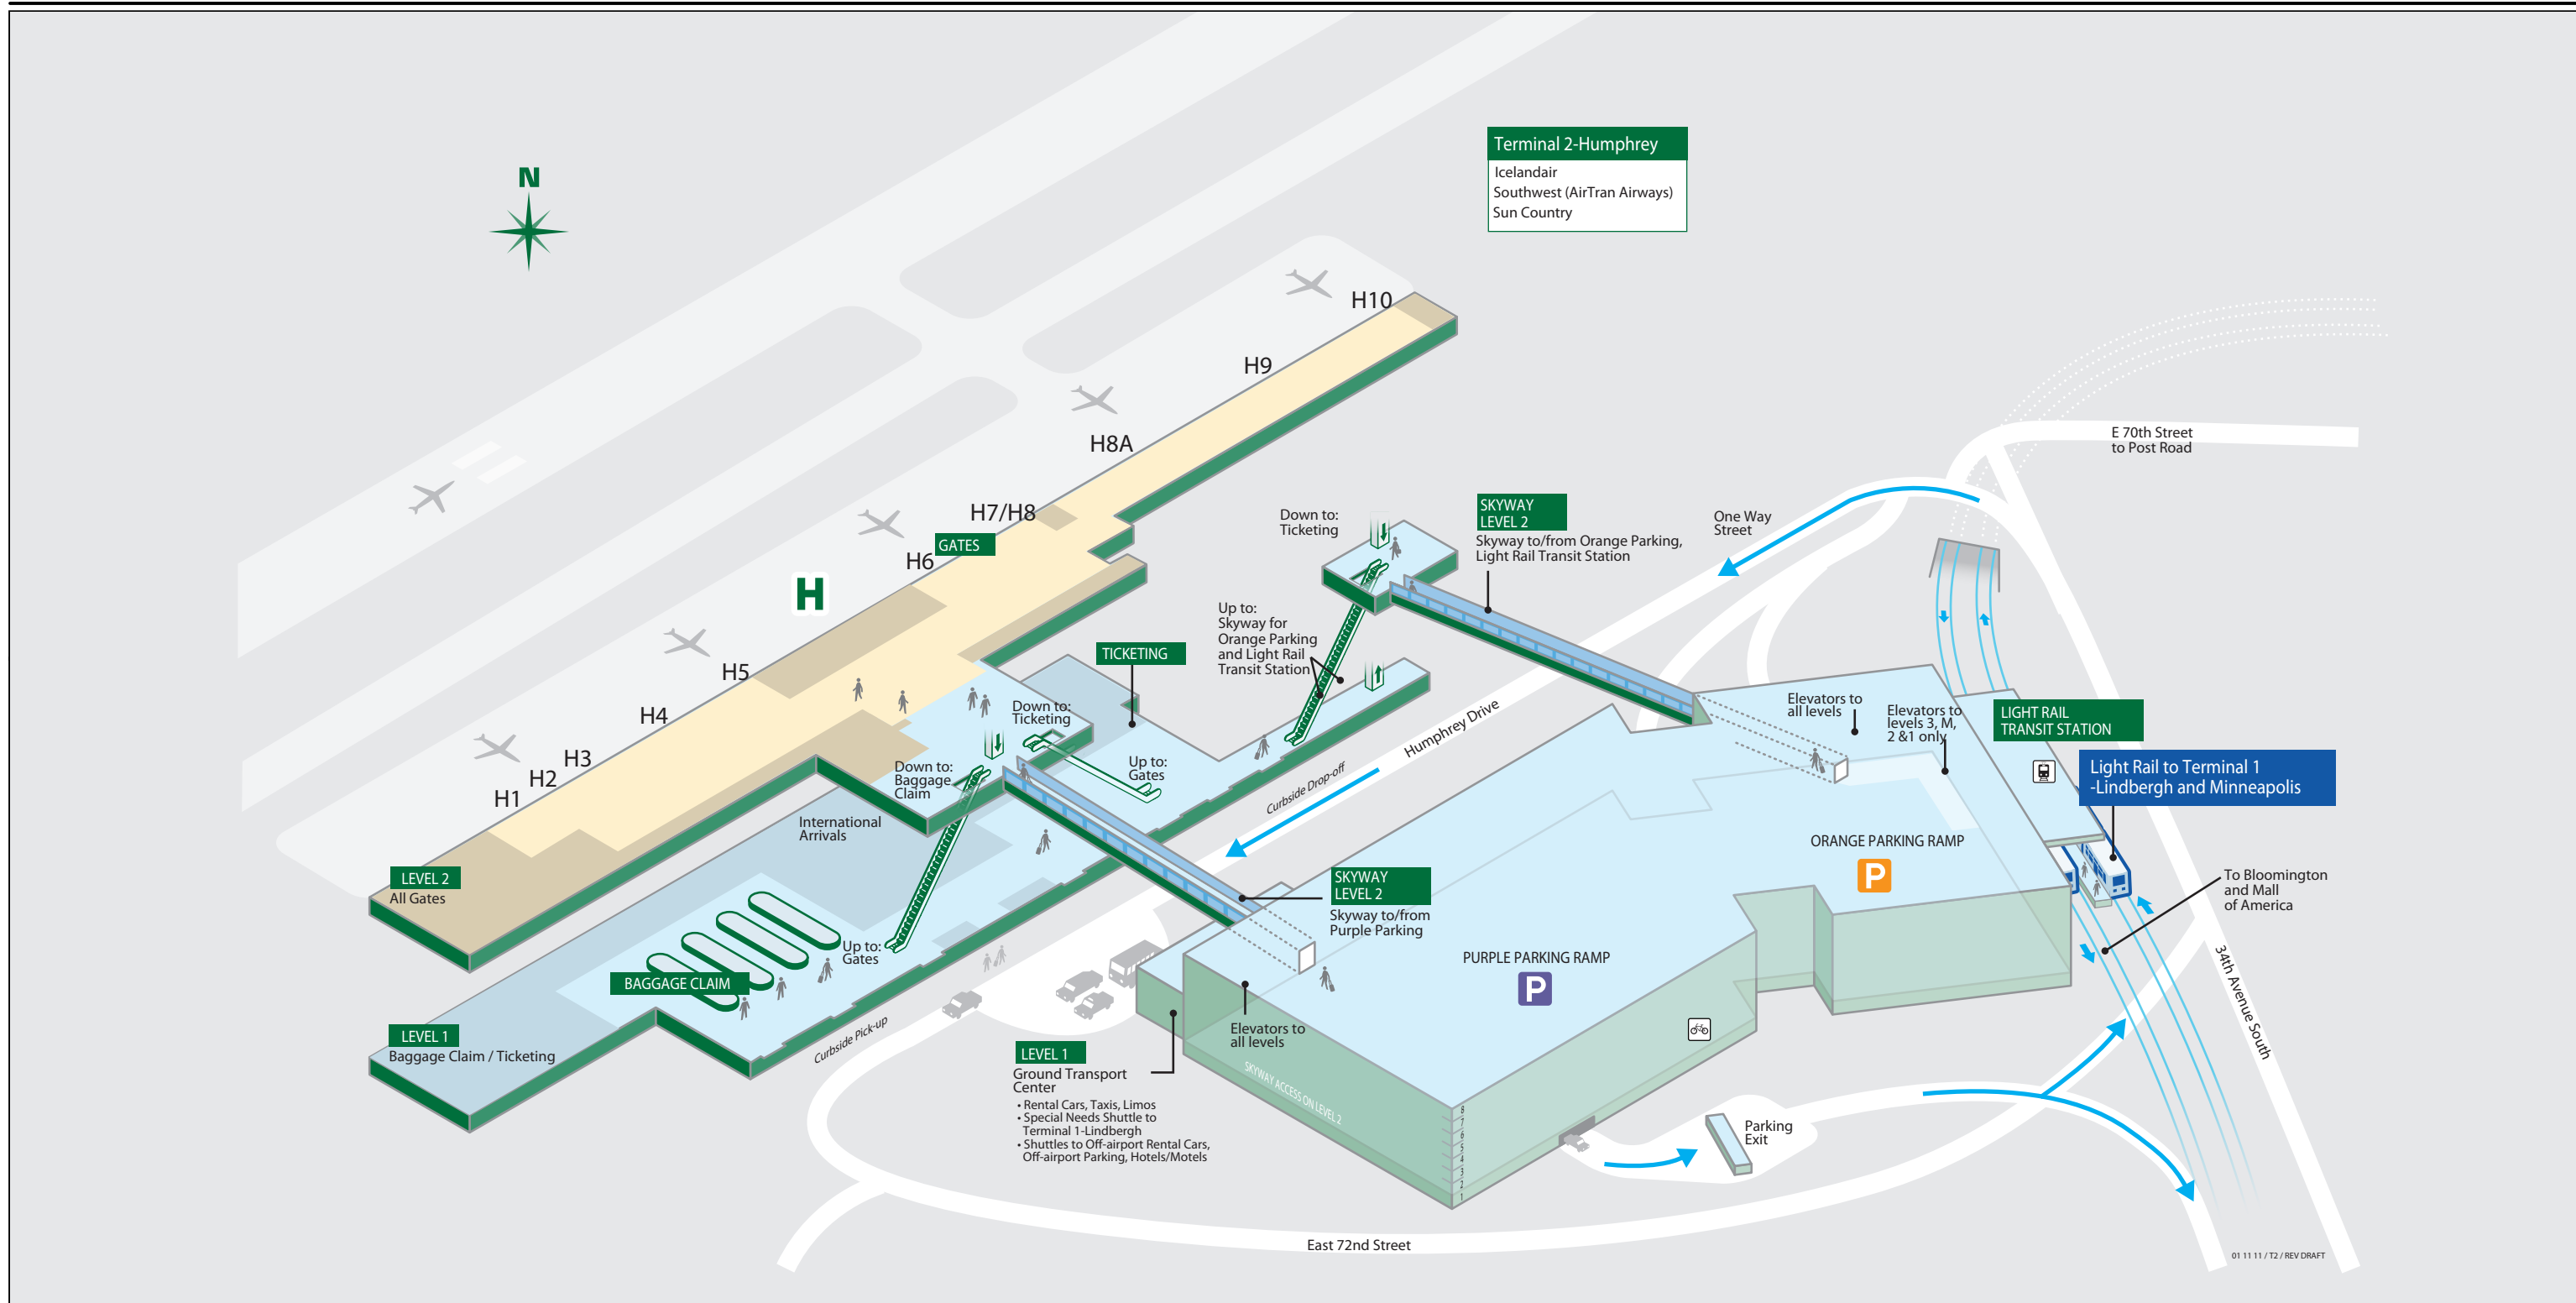 N
Terminal 2-Humphrey
Icelandair
Southwest (AirTran Airways)
Sun Country
H10
H9
H8A
H7/H8
GATES
H6
H
H5
H4
H3
H2
H1
LEVEL 2
All Gates
Down to:
Ticketing
SKYWAY
LEVEL 2
Skyway to/from Orange Parking,
Light Rail Transit Station
One Way
Street
E 70th Street
to Post Road
Up to:
Skyway for
Orange Parking
and Light Rail
Transit Station
TICKETING
Down to:
Ticketing
Down to:
Baggage
Claim
Up to:
Gates
International
Arrivals
Humphrey Drive
Curbside Drop-off
Elevators to
all levels
Elevators to
levels 3, M,
2 &1 only
LIGHT RAIL
TRANSIT STATION
Light Rail to Terminal 1
-Lindbergh and Minneapolis
ORANGE PARKING RAMP
P
To Bloomington
and Mall
of America
34th Avenue South
SKYWAY
LEVEL 2
Skyway to/from
Purple Parking
PURPLE PARKING RAMP
P
Up to:
Gates
BAGGAGE CLAIM
LEVEL 1
Baggage Claim / Ticketing
Curbside Pick-up
Elevators to
all levels
LEVEL 1
Ground Transport
Center
• Rental Cars, Taxis, Limos
• Special Needs Shuttle to
Terminal 1-Lindbergh
• Shuttles to Off-airport Rental Cars,
Off-airport Parking, Hotels/Motels
SKYWAY ACCESS ON LEVEL 2
8
7
6
5
4
3
2
1
Parking
Exit
East 72nd Street
01 11 11 / T2 / REV DRAFT